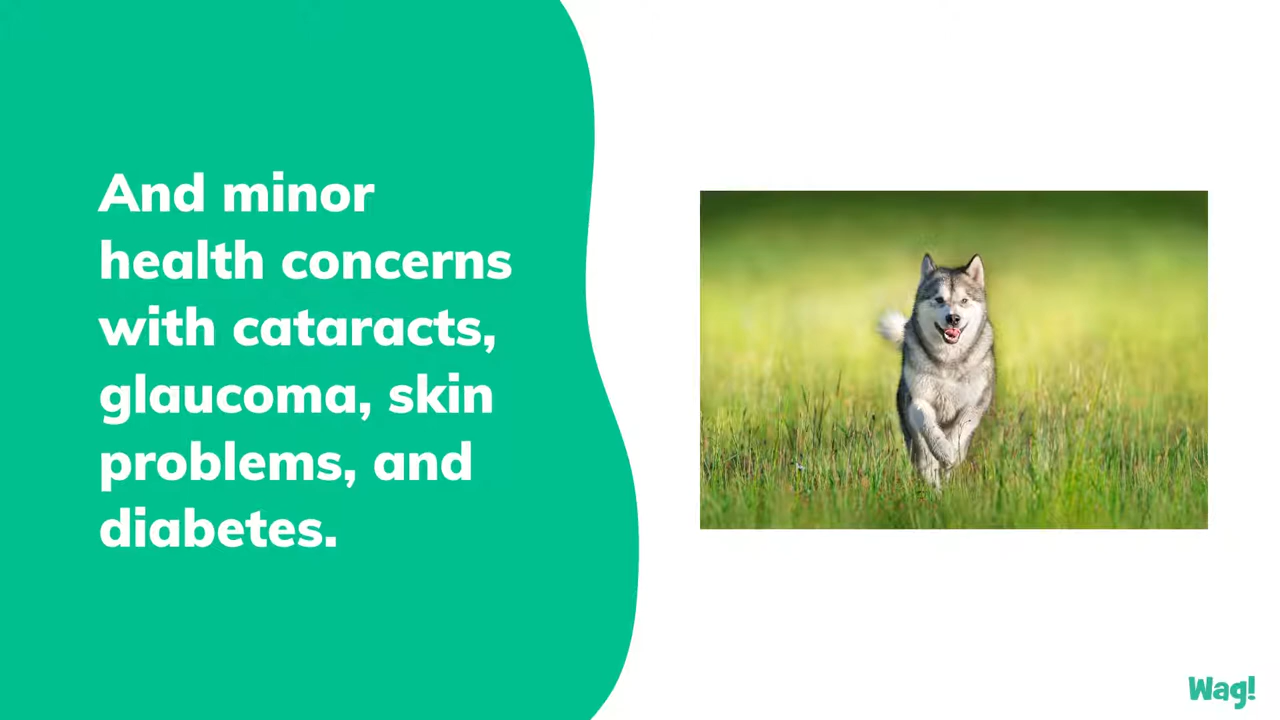 And minor
health concerns
with cataracts,
glaucoma, skin
problems, and
diabetes.
Wag!